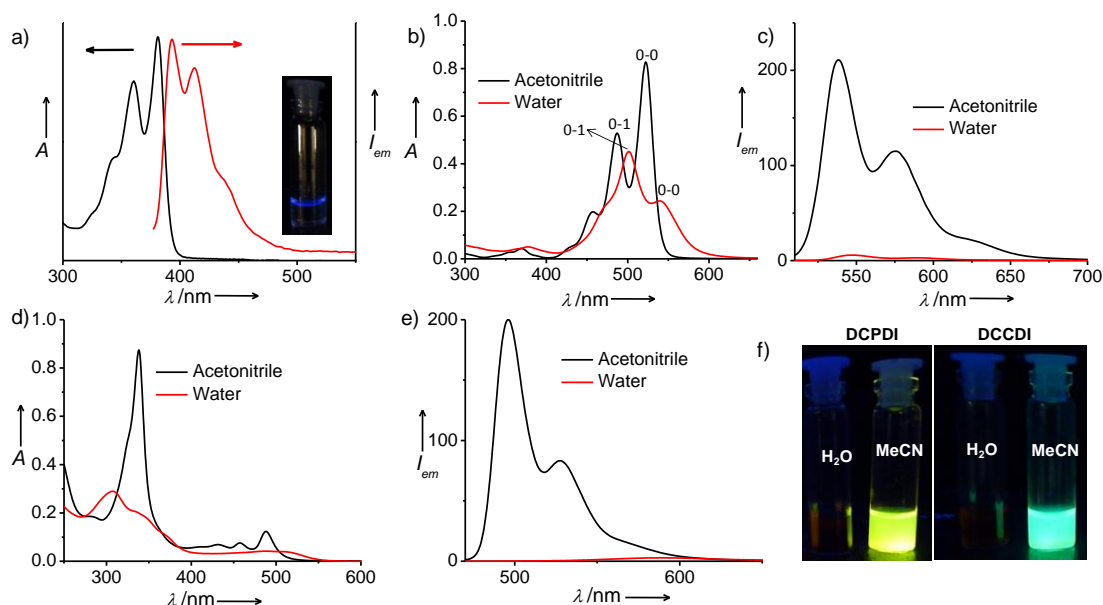 a)
A
I_em
300 400 500
λ /nm
b)
1.0
0.8
0.6
0.4
0.2
0.0
A
Acetonitrile
Water
0-0
0-1
0-1
0-0
300 400 500 600
λ /nm
c)
200
100
0
I_em
Acetonitrile
Water
550 600 650 700
λ /nm
d)
1.0
0.8
0.6
0.4
0.2
0.0
A
Acetonitrile
Water
300 350 400 450 500 550 600
λ /nm
e)
200
100
0
I_em
Acetonitrile
Water
500 600
λ /nm
f)
DCPDI DCCDI
H₂O MeCN H₂O MeCN